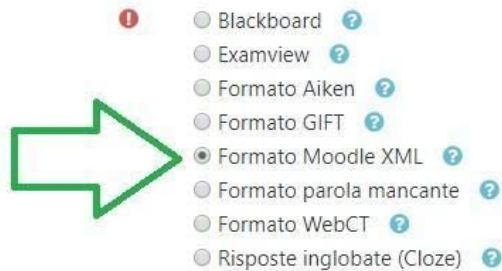 Blackboard
Examview
Formato Aiken
Formato GIFT
Formato Moodle XML
Formato parola mancante
Formato WebCT
Risposte inglobate (Cloze)